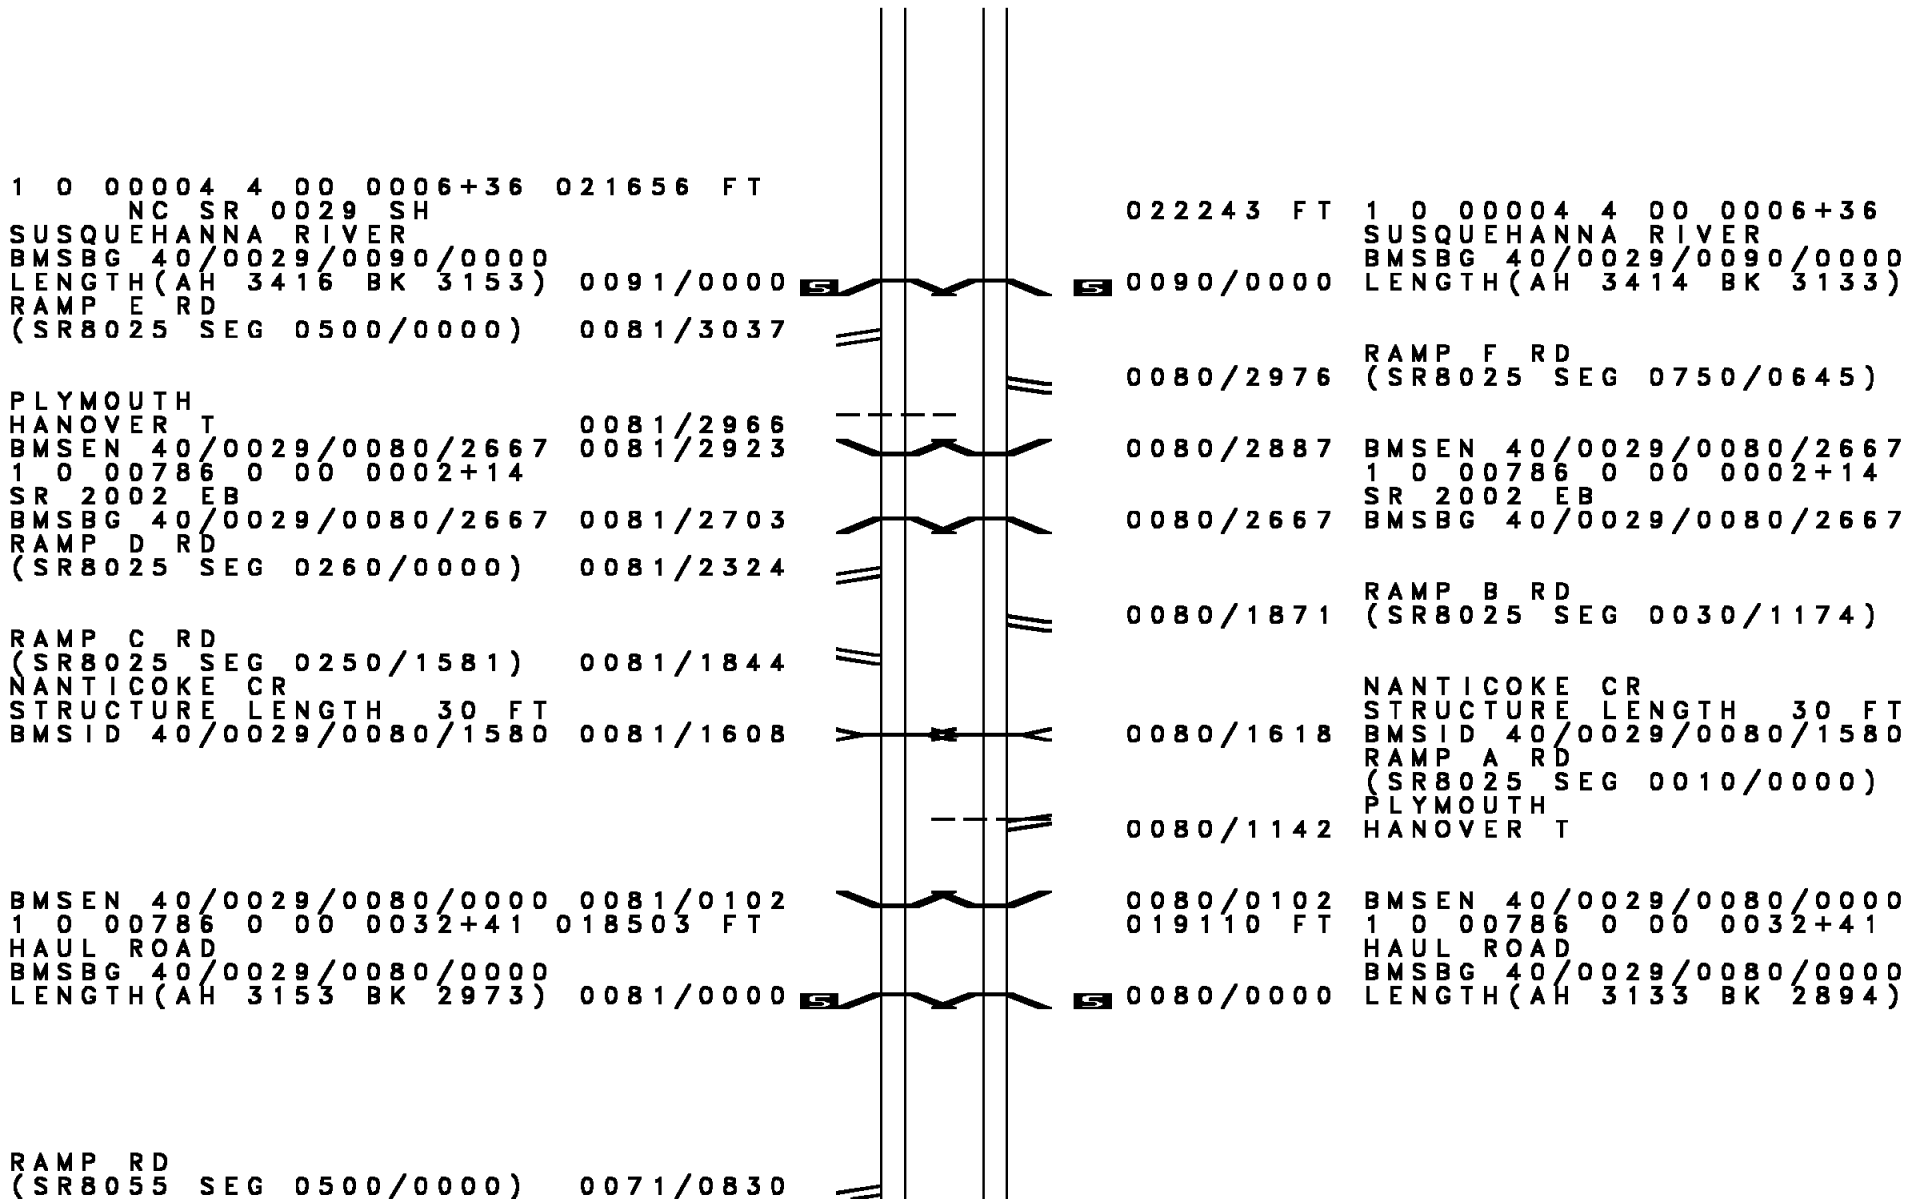 1 0 00004 4 00 0006+36 021656 FT
NC SR 0029 SH
SUSQUEHANNA RIVER
BMSBG 40/0029/0090/0000
LENGTH(AH 3416 BK 3153) 0091/0000 S
RAMP E RD
(SR8025 SEG 0500/0000) 0081/3037
PLYMOUTH
HANOVER T 0081/2966
BMSEN 40/0029/0080/2667 0081/2923
1 0 00786 0 00 0002+14
SR 2002 EB
BMSBG 40/0029/0080/2667 0081/2703
RAMP D RD
(SR8025 SEG 0260/0000) 0081/2324
RAMP C RD
(SR8025 SEG 0250/1581) 0081/1844
NANTICOKE CR
STRUCTURE LENGTH 30 FT
BMSID 40/0029/0080/1580 0081/1608
BMSEN 40/0029/0080/0000 0081/0102
1 0 00786 0 00 0032+41 018503 FT
HAUL ROAD
BMSBG 40/0029/0080/0000
LENGTH(AH 3153 BK 2973) 0081/0000 S
RAMP RD
(SR8055 SEG 0500/0000) 0071/0830
022243 FT 1 0 00004 4 00 0006+36
SUSQUEHANNA RIVER
BMSBG 40/0029/0090/0000
S 0090/0000 LENGTH(AH 3414 BK 3133)
RAMP F RD
0080/2976 (SR8025 SEG 0750/0645)
0080/2887 BMSEN 40/0029/0080/2667
1 0 00786 0 00 0002+14
SR 2002 EB
0080/2667 BMSBG 40/0029/0080/2667
RAMP B RD
0080/1871 (SR8025 SEG 0030/1174)
NANTICOKE CR
STRUCTURE LENGTH 30 FT
0080/1618 BMSID 40/0029/0080/1580
RAMP A RD
(SR8025 SEG 0010/0000)
PLYMOUTH
0080/1142 HANOVER T
0080/0102 BMSEN 40/0029/0080/0000
019110 FT 1 0 00786 0 00 0032+41
HAUL ROAD
BMSBG 40/0029/0080/0000
S 0080/0000 LENGTH(AH 3133 BK 2894)